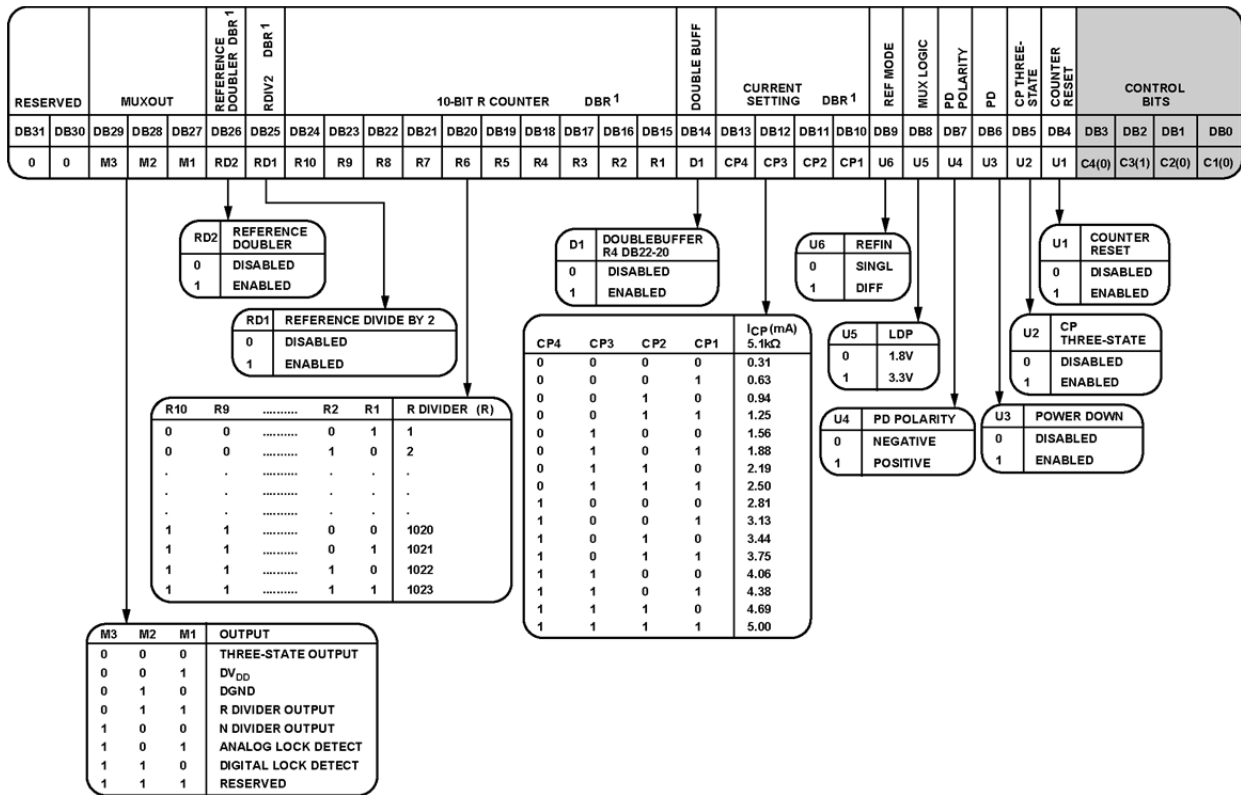 RESERVED
MUXOUT
REFERENCE
DOUBLER DBR 1
RDIV2 DBR 1
10-BIT R COUNTER DBR 1
DOUBLE BUFF
CURRENT
SETTING DBR 1
REF MODE
MUX LOGIC
PD
POLARITY
PD
CP THREE-
STATE
COUNTER
RESET
CONTROL
BITS
DB31 DB30 DB29 DB28 DB27 DB26 DB25 DB24 DB23 DB22 DB21 DB20 DB19 DB18 DB17 DB16 DB15 DB14 DB13 DB12 DB11 DB10 DB9 DB8 DB7 DB6 DB5 DB4 DB3 DB2 DB1 DB0
0 0 M3 M2 M1 RD2 RD1 R10 R9 R8 R7 R6 R5 R4 R3 R2 R1 D1 CP4 CP3 CP2 CP1 U6 U5 U4 U3 U2 U1 C4(0) C3(1) C2(0) C1(0)
RD2 REFERENCE
DOUBLER
0 DISABLED
1 ENABLED
RD1 REFERENCE DIVIDE BY 2
0 DISABLED
1 ENABLED
R10 R9 .......... R2 R1 R DIVIDER (R)
0 0 .......... 0 1 1
0 0 .......... 1 0 2
. . .......... . . .
. . .......... . . .
. . .......... . . .
1 1 .......... 0 0 1020
1 1 .......... 0 1 1021
1 1 .......... 1 0 1022
1 1 .......... 1 1 1023
M3 M2 M1 OUTPUT
0 0 0 THREE-STATE OUTPUT
0 0 1 DVDD
0 1 0 DGND
0 1 1 R DIVIDER OUTPUT
1 0 0 N DIVIDER OUTPUT
1 0 1 ANALOG LOCK DETECT
1 1 0 DIGITAL LOCK DETECT
1 1 1 RESERVED
D1 DOUBLEBUFFER
R4 DB22-20
0 DISABLED
1 ENABLED
ICP (mA)
CP4 CP3 CP2 CP1 5.1kΩ
0 0 0 0 0.31
0 0 0 1 0.63
0 0 1 0 0.94
0 0 1 1 1.25
0 1 0 0 1.56
0 1 0 1 1.88
0 1 1 0 2.19
0 1 1 1 2.50
1 0 0 0 2.81
1 0 0 1 3.13
1 0 1 0 3.44
1 0 1 1 3.75
1 1 0 0 4.06
1 1 0 1 4.38
1 1 1 0 4.69
1 1 1 1 5.00
U6 REFIN
0 SINGL
1 DIFF
U5 LDP
0 1.8V
1 3.3V
U4 PD POLARITY
0 NEGATIVE
1 POSITIVE
U1 COUNTER
RESET
0 DISABLED
1 ENABLED
U2 CP
THREE-STATE
0 DISABLED
1 ENABLED
U3 POWER DOWN
0 DISABLED
1 ENABLED